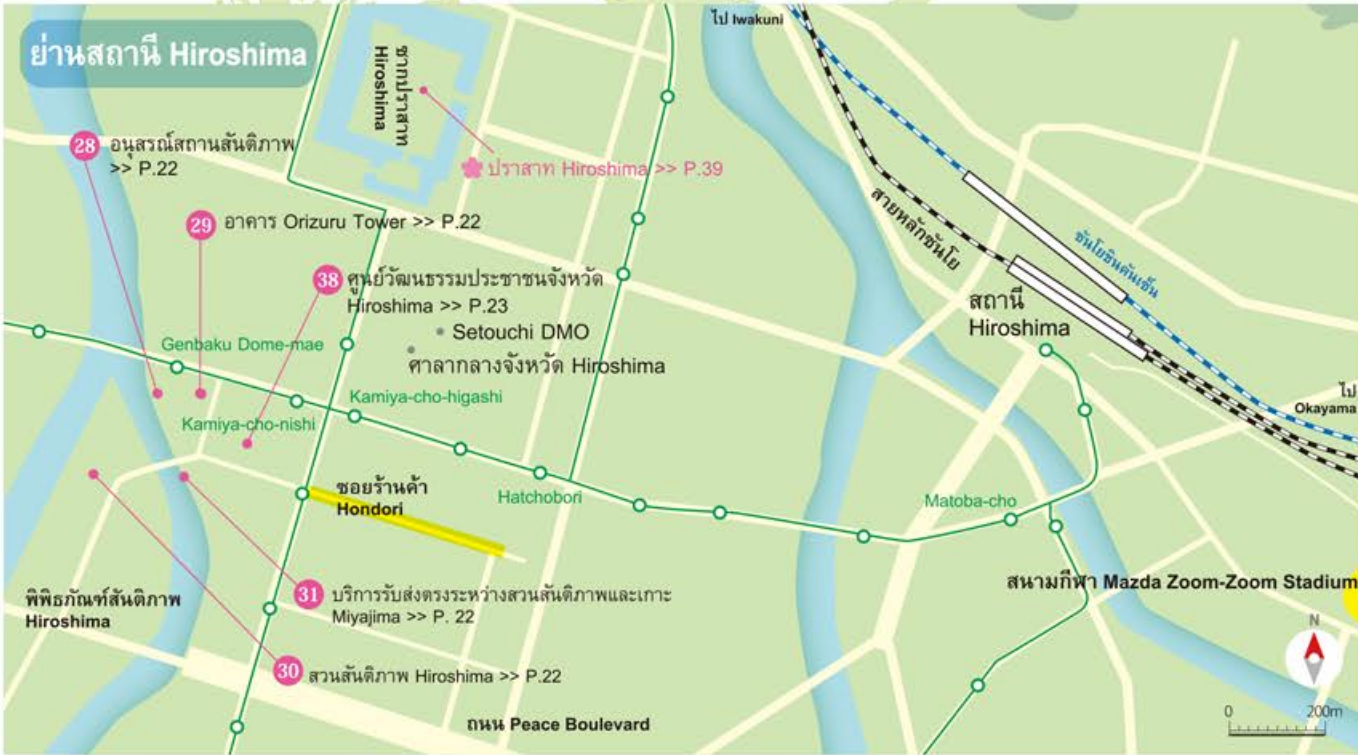 ย่านสถานี Hiroshima
ไป Iwakuni
ซากปราสาท
Hiroshima
28
อนุสรณ์สถานสันติภาพ
>> P.22
ปราสาท Hiroshima >> P.39
29
อาคาร Orizuru Tower >> P.22
สายหลักซันโย
ซันโยชินคันเซ็น
38
ศูนย์วัฒนธรรมประชาชนจังหวัด
Hiroshima >> P.23
สถานี
Hiroshima
Setouchi DMO
Genbaku Dome-mae
ศาลากลางจังหวัด Hiroshima
ไป
Okayama
Kamiya-cho-higashi
Kamiya-cho-nishi
ซอยร้านค้า
Hondori
Hatchobori
Matoba-cho
สนามกีฬา Mazda Zoom-Zoom Stadium
31
บริการรับส่งตรงระหว่างสวนสันติภาพและเกาะ
Miyajima >> P. 22
พิพิธภัณฑ์สันติภาพ
Hiroshima
N
30
สวนสันติภาพ Hiroshima >> P.22
ถนน Peace Boulevard
0
200m